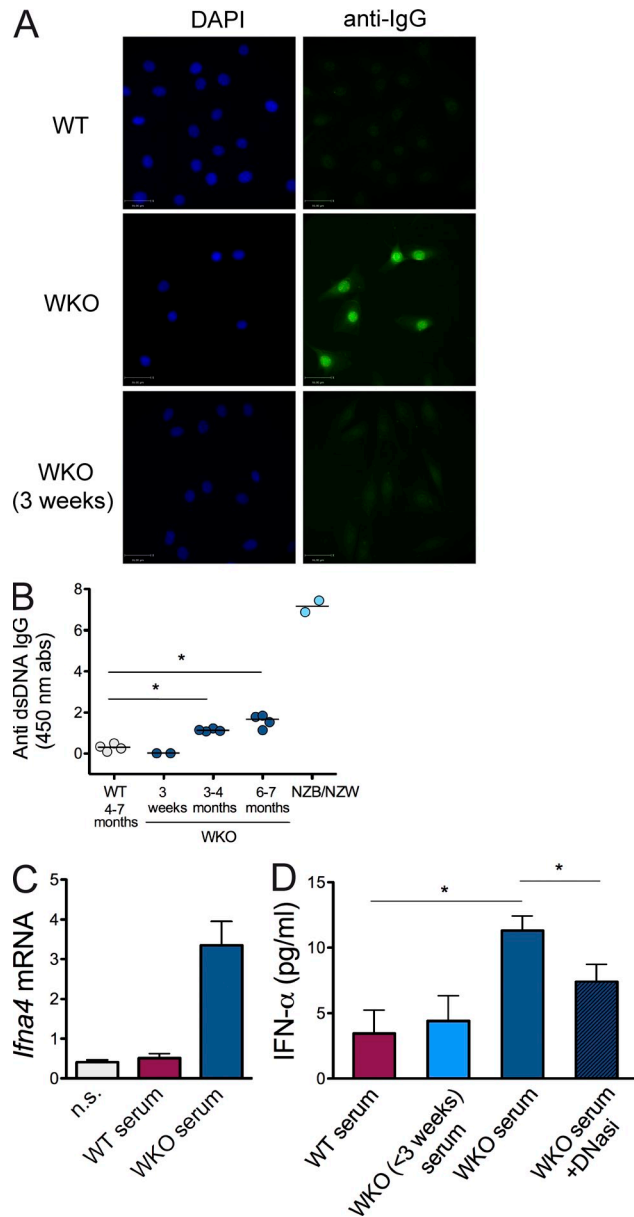 A
DAPI
anti-IgG
WT
WKO
WKO
(3 weeks)
B
Anti dsDNA IgG
(450 nm abs)
8
6
4
2
0
*
*
WT
4-7
months
3
weeks
3-4
months
6-7
months
NZB/NZW
WKO
C
Ifna4 mRNA
5
4
3
2
1
0
n.s.
WT serum
WKO serum
D
IFN-α (pg/ml)
15
10
5
0
*
*
WT serum
WKO (<3 weeks)
serum
WKO serum
WKO serum
+DNasi